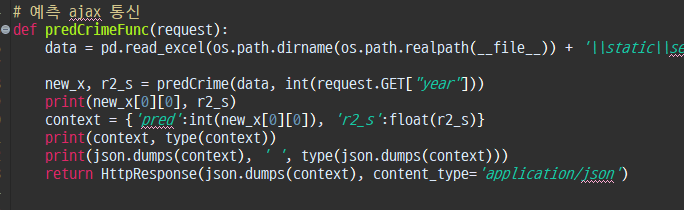 # 예측 ajax 통신
def predCrimeFunc(request):
data = pd.read_excel(os.path.dirname(os.path.realpath(__file__)) + '\\static\\se
new_x, r2_s = predCrime(data, int(request.GET["year"]))
print(new_x[0][0], r2_s)
context = {'pred':int(new_x[0][0]), 'r2_s':float(r2_s)}
print(context, type(context))
print(json.dumps(context), ' ', type(json.dumps(context)))
return HttpResponse(json.dumps(context), content_type='application/json')